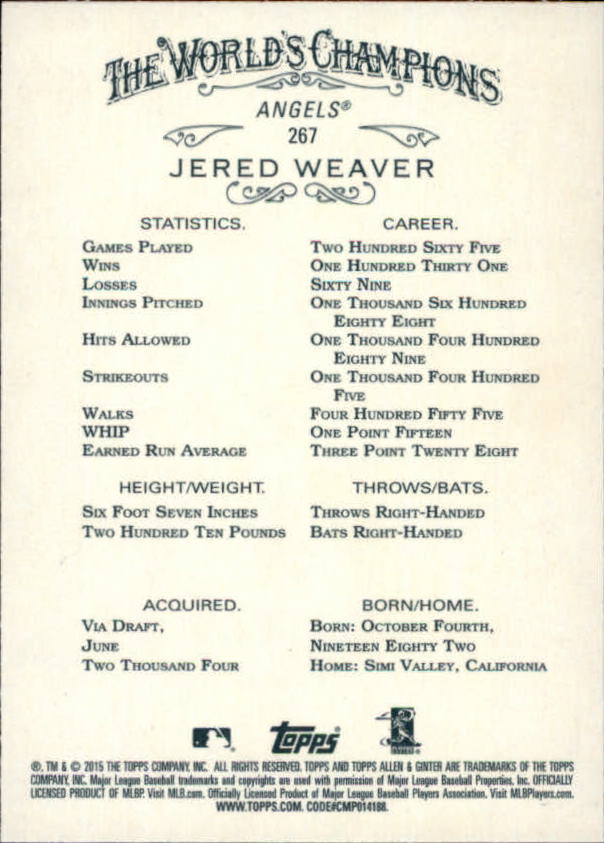 THE WORLD'S CHAMPIONS
ANGELS®
267
JERED WEAVER
STATISTICS. CAREER.
GAMES PLAYED TWO HUNDRED SIXTY FIVE
WINS ONE HUNDRED THIRTY ONE
LOSSES SIXTY NINE
INNINGS PITCHED ONE THOUSAND SIX HUNDRED
EIGHTY EIGHT
HITS ALLOWED ONE THOUSAND FOUR HUNDRED
EIGHTY NINE
STRIKEOUTS ONE THOUSAND FOUR HUNDRED
FIVE
WALKS FOUR HUNDRED FIFTY FIVE
WHIP ONE POINT FIFTEEN
EARNED RUN AVERAGE THREE POINT TWENTY EIGHT
HEIGHT/WEIGHT. THROWS/BATS.
SIX FOOT SEVEN INCHES THROWS RIGHT-HANDED
TWO HUNDRED TEN POUNDS BATS RIGHT-HANDED
ACQUIRED. BORN/HOME.
VIA DRAFT, BORN: OCTOBER FOURTH,
JUNE NINETEEN EIGHTY TWO
TWO THOUSAND FOUR HOME: SIMI VALLEY, CALIFORNIA
Topps
®, TM & © 2015 THE TOPPS COMPANY, INC. ALL RIGHTS RESERVED. TOPPS AND TOPPS ALLEN & GINTER ARE TRADEMARKS OF THE TOPPS
COMPANY, INC. Major League Baseball trademarks and copyrights are used with permission of Major League Baseball Properties, Inc. OFFICIALLY
LICENSED PRODUCT OF MLBP. Visit MLB.com. Officially Licensed Product of Major League Baseball Players Association. Visit MLBPlayers.com.
WWW.TOPPS.COM. CODE#CMP014188.